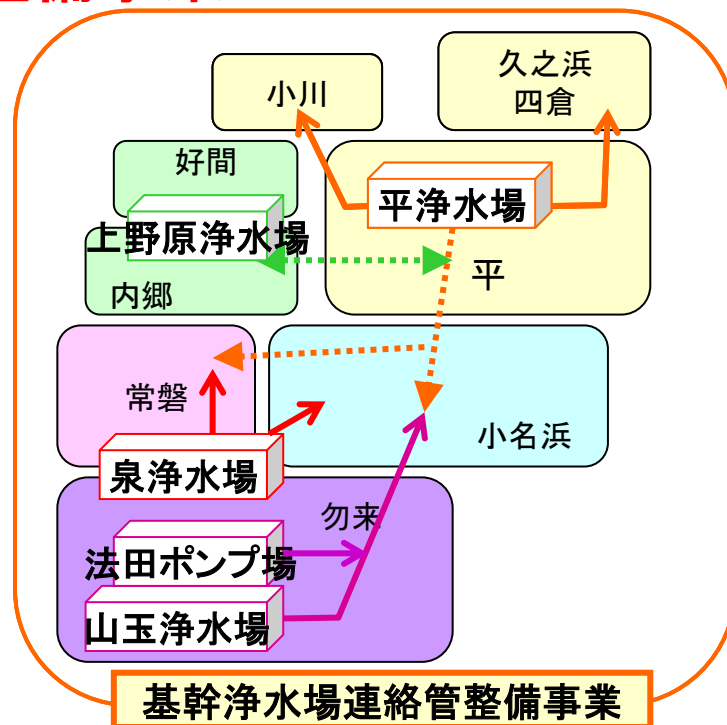 小川
久之浜
四倉
好間
平浄水場
上野原浄水場
平
内郷
常磐
小名浜
泉浄水場
勿来
法田ポンプ場
山玉浄水場
基幹浄水場連絡管整備事業